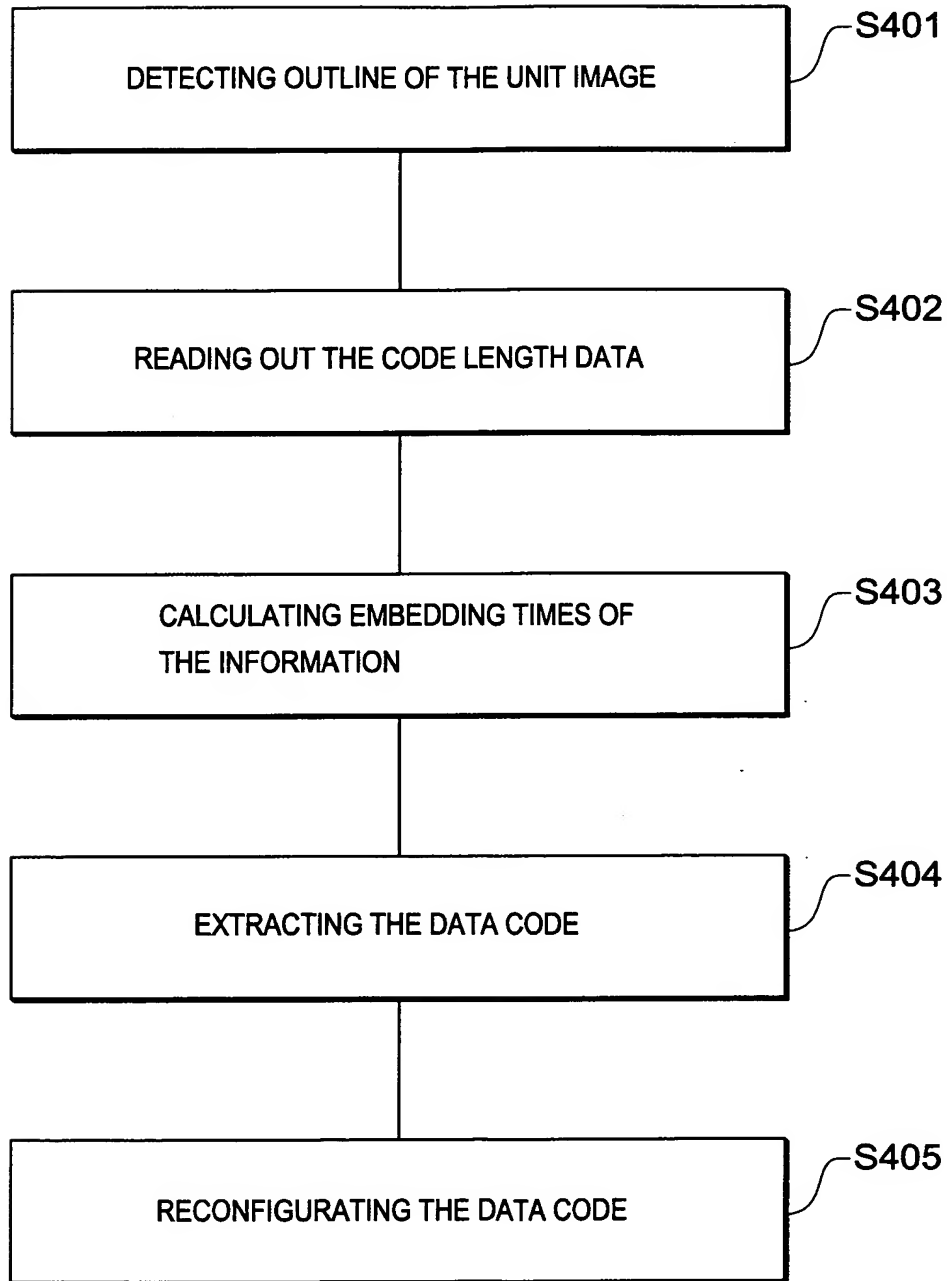 S401
DETECTING OUTLINE OF THE UNIT IMAGE
S402
READING OUT THE CODE LENGTH DATA
S403
CALCULATING EMBEDDING TIMES OF
THE INFORMATION
S404
EXTRACTING THE DATA CODE
S405
RECONFIGURATING THE DATA CODE